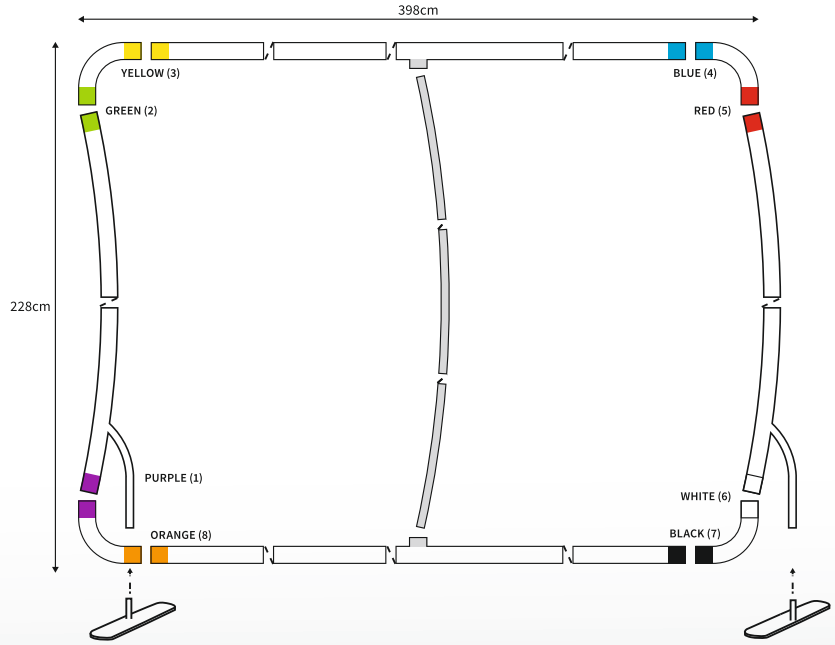 398cm
YELLOW (3)
BLUE (4)
GREEN (2)
RED (5)
228cm
PURPLE (1)
WHITE (6)
ORANGE (8)
BLACK (7)